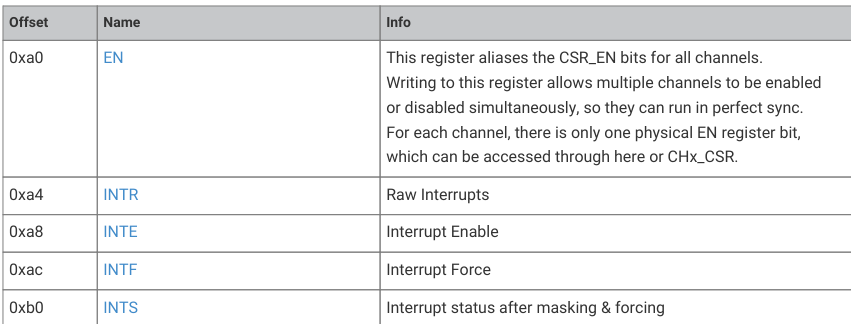 Offset Name Info
0xa0 EN This register aliases the CSR_EN bits for all channels.
Writing to this register allows multiple channels to be enabled
or disabled simultaneously, so they can run in perfect sync.
For each channel, there is only one physical EN register bit,
which can be accessed through here or CHx_CSR.
0xa4 INTR Raw Interrupts
0xa8 INTE Interrupt Enable
0xac INTF Interrupt Force
0xb0 INTS Interrupt status after masking & forcing